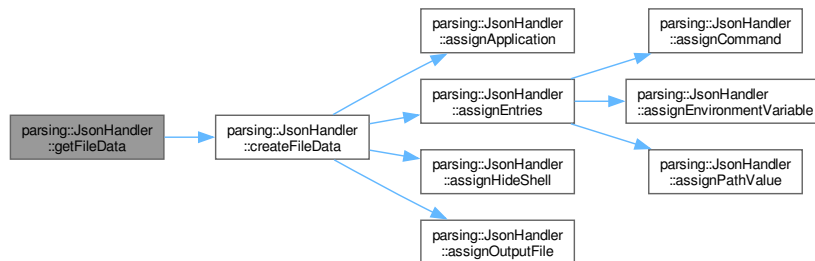 parsing::JsonHandler
::getFileData
parsing::JsonHandler
::createFileData
parsing::JsonHandler
::assignApplication
parsing::JsonHandler
::assignEntries
parsing::JsonHandler
::assignHideShell
parsing::JsonHandler
::assignOutputFile
parsing::JsonHandler
::assignCommand
parsing::JsonHandler
::assignEnvironmentVariable
parsing::JsonHandler
::assignPathValue